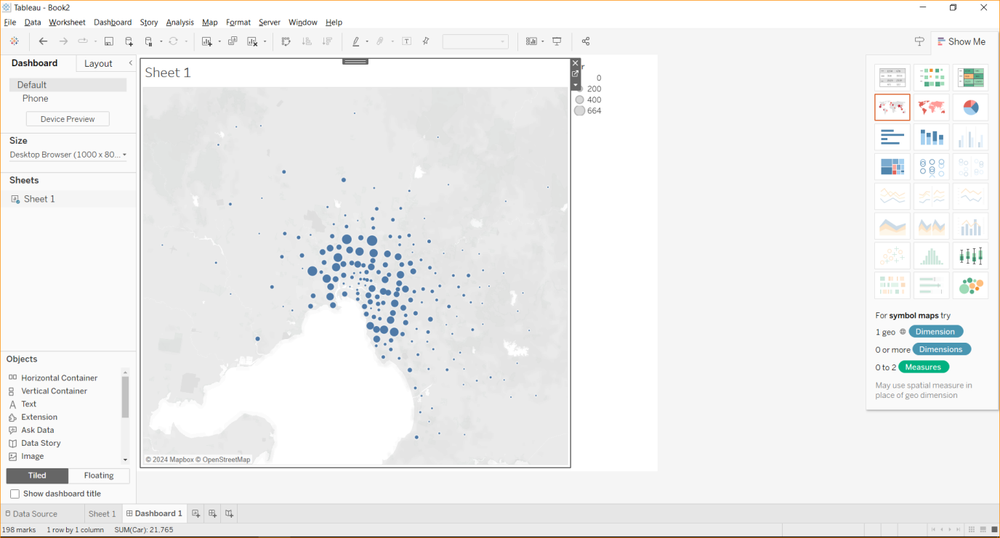 Tableau - Book2
File Data Worksheet Dashboard Story Analysis Map Format Server Window Help
Show Me
Dashboard Layout
Default
Phone
Device Preview
Size
Desktop Browser (1000 x 80...
Sheets
Sheet 1
Objects
Horizontal Container
Vertical Container
Text
Extension
Ask Data
Data Story
Image
Tiled Floating
Show dashboard title
Sheet 1
© 2024 Mapbox © OpenStreetMap
r
0
200
400
664
For symbol maps try
1 geo Dimension
0 or more Dimensions
0 to 2 Measures
May use spatial measure in
place of geo dimension
Data Source Sheet 1 Dashboard 1
198 marks 1 row by 1 column SUM(Car): 21,765